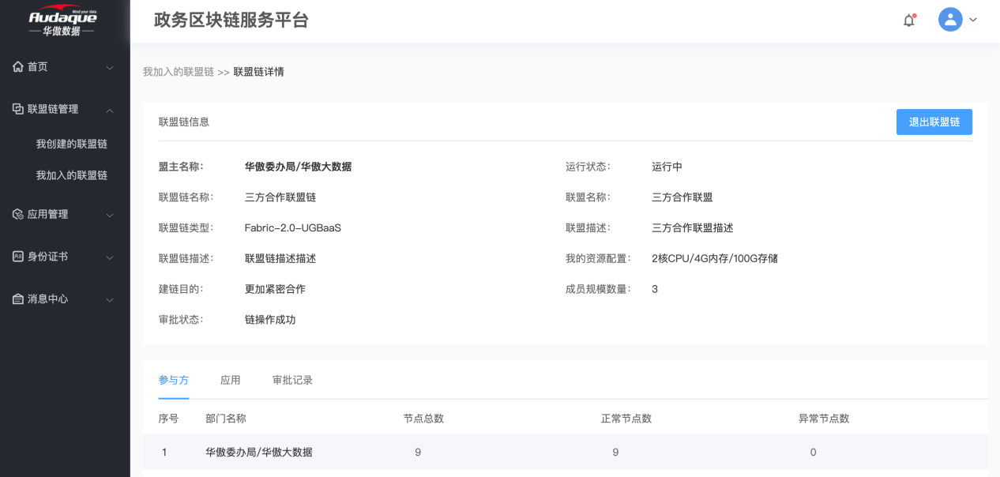 Mind your data
Audaque
华傲数据
政务区块链服务平台
首页
联盟链管理
我创建的联盟链
我加入的联盟链
应用管理
身份证书
消息中心
我加入的联盟链 >> 联盟链详情
联盟链信息
退出联盟链
盟主名称： 华傲委办局/华傲大数据 运行状态： 运行中
联盟链名称： 三方合作联盟链 联盟名称： 三方合作联盟
联盟链类型： Fabric-2.0-UGBaaS 联盟描述： 三方合作联盟描述
联盟链描述： 联盟链描述描述 我的资源配置： 2核CPU/4G内存/100G存储
建链目的： 更加紧密合作 成员规模数量： 3
审批状态： 链操作成功
参与方 应用 审批记录
序号 部门名称 节点总数 正常节点数 异常节点数
1 华傲委办局/华傲大数据 9 9 0